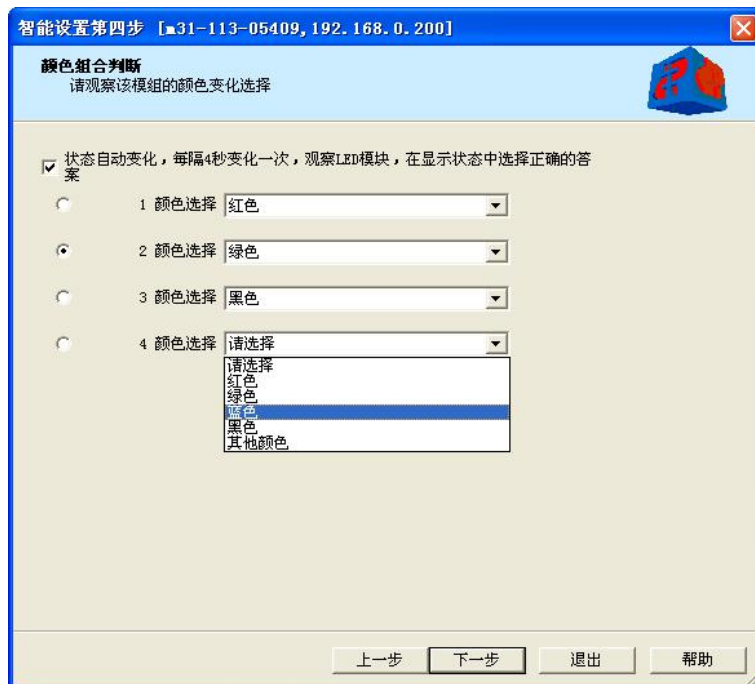 智能设置第四步 [m31-113-05409,192.168.0.200]
颜色组合判断
请观察该模组的颜色变化选择
状态自动变化，每隔4秒变化一次，观察LED模块，在显示状态中选择正确的答
案
1 颜色选择 红色
2 颜色选择 绿色
3 颜色选择 黑色
4 颜色选择 请选择
请选择
红色
绿色
蓝色
黑色
其他颜色
上一步 下一步 退出 帮助